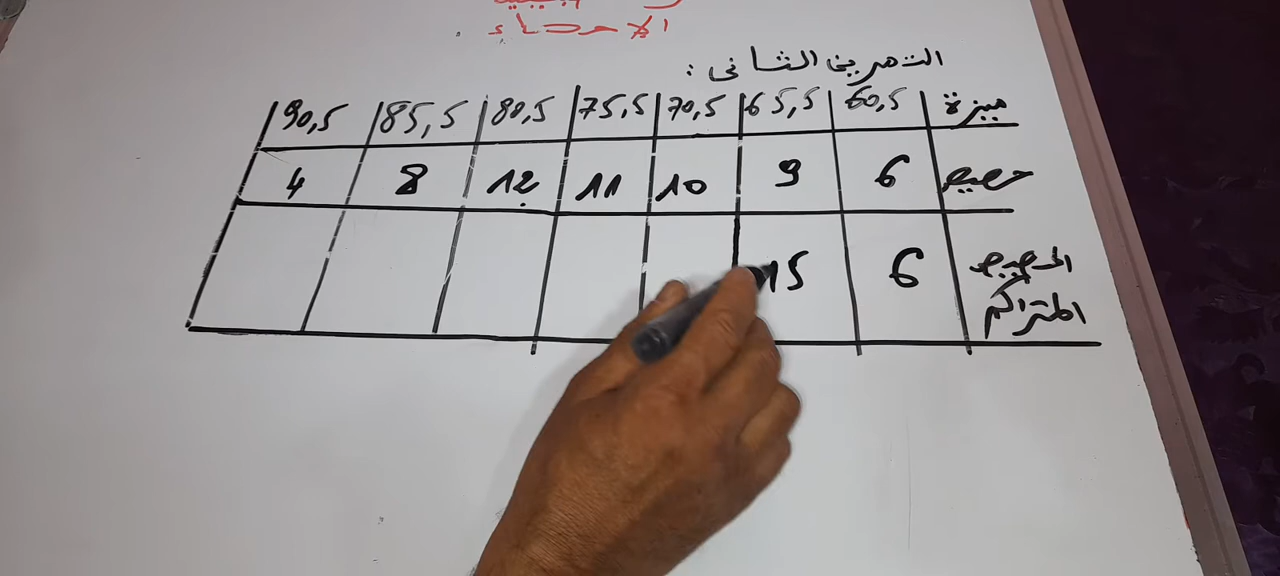 الإحصاء
التمرين الثاني :
ميزة 60,5 65,5 70,5 75,5 80,5 85,5 90,5
حصيص 6 9 10 11 12 8 4
الحصيص المتراكم 6 15